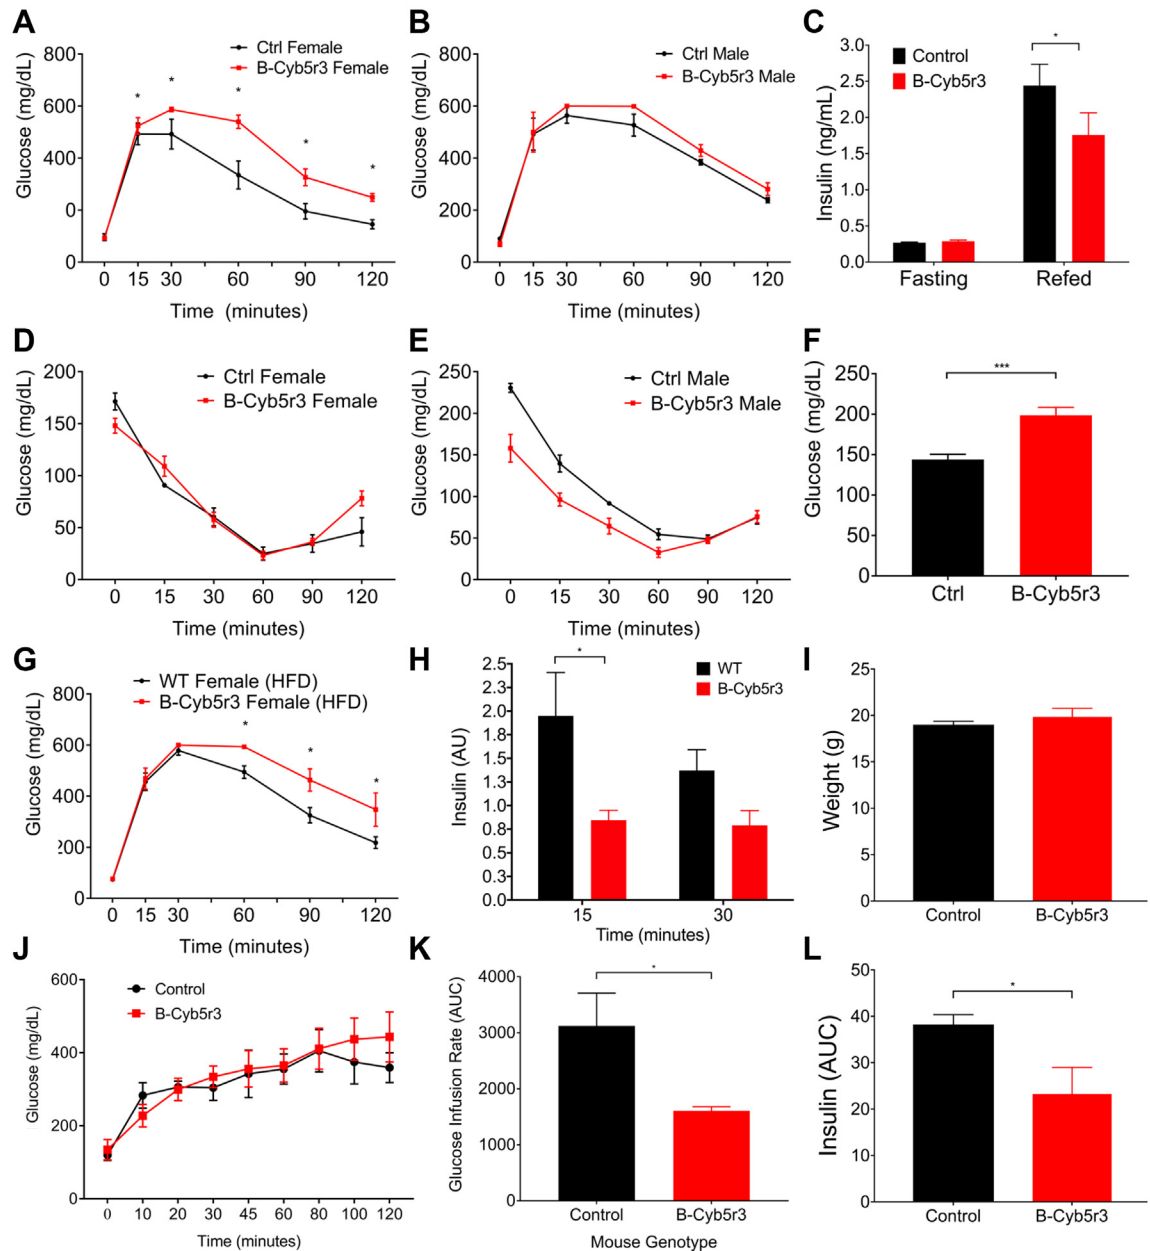 A
Ctrl Female
B-Cyb5r3 Female
Glucose (mg/dL)
800
600
400
0
0
* * * * *
0 15 30 60 90 120
Time (minutes)
B
Ctrl Male
B-Cyb5r3 Male
Glucose (mg/dL)
800
600
400
200
0
0 15 30 60 90 120
Time (minutes)
C
Control
B-Cyb5r3
*
Insulin (ng/mL)
3.0
2.5
2.0
1.5
1.0
0.5
0.0
Fasting Refed
D
Ctrl Female
B-Cyb5r3 Female
Glucose (mg/dL)
200
150
100
50
0
0 15 30 60 90 120
Time (minutes)
E
Ctrl Male
B-Cyb5r3 Male
Glucose (mg/dL)
250
200
150
100
50
0
0 15 30 60 90 120
Time (minutes)
F
***
Glucose (mg/dL)
250
200
150
100
50
0
Ctrl B-Cyb5r3
G
WT Female (HFD)
B-Cyb5r3 Female (HFD)
Glucose (mg/dL)
800
600
400
200
0
* * *
0 15 30 60 90 120
Time (minutes)
H
WT
B-Cyb5r3
*
Insulin (AU)
2.5
2.3
2.0
1.8
1.5
1.3
1.0
0.8
0.5
0.3
0.0
15 30
Time (minutes)
I
Weight (g)
25
20
15
10
5
0
Control B-Cyb5r3
J
Control
B-Cyb5r3
Glucose (mg/dL)
600
400
200
0
0 10 20 30 45 60 80 100 120
Time (minutes)
K
*
Glucose Infusion Rate (AUC)
4000
3000
2000
1000
0
Control B-Cyb5r3
Mouse Genotype
L
*
Insulin (AUC)
50
40
30
20
10
0
Control B-Cyb5r3